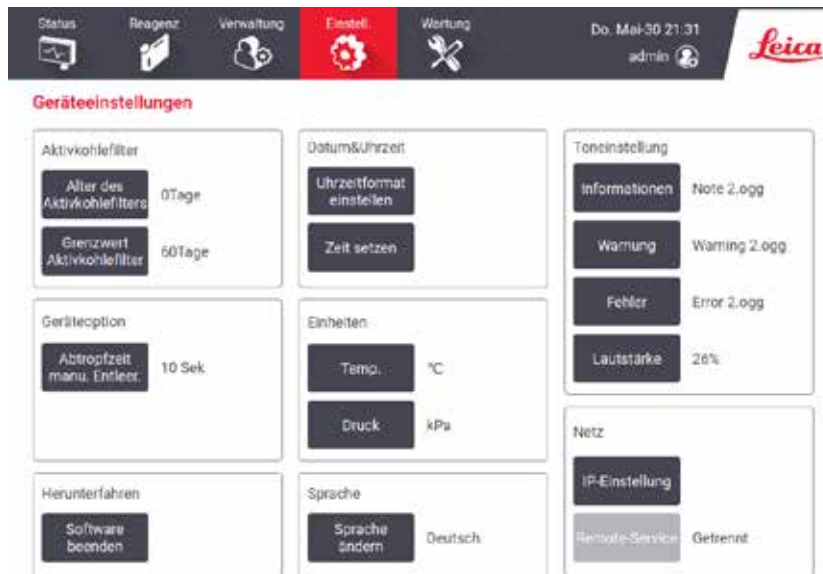 Status
Reagenz
Verwaltung
Einstell.
Wartung
Do. Mai-30 21:31
admin
Leica
Geräteeinstellungen
Aktivkohlefilter
Alter des
Aktivkohlefilters
0Tage
Grenzwert
Aktivkohlefilter
60Tage
Datum&Uhrzeit
Uhrzeitformat
einstellen
Zeit setzen
Toneinstellung
Informationen
Note 2.ogg
Warnung
Warning 2.ogg
Fehler
Error 2.ogg
Lautstärke
26%
Geräteoption
Abtropfzeit
manu. Entleer.
10 Sek
Einheiten
Temp.
°C
Druck
kPa
Netz
IP-Einstellung
Remote-Service
Getrennt
Herunterfahren
Software
beenden
Sprache
Sprache
ändern
Deutsch